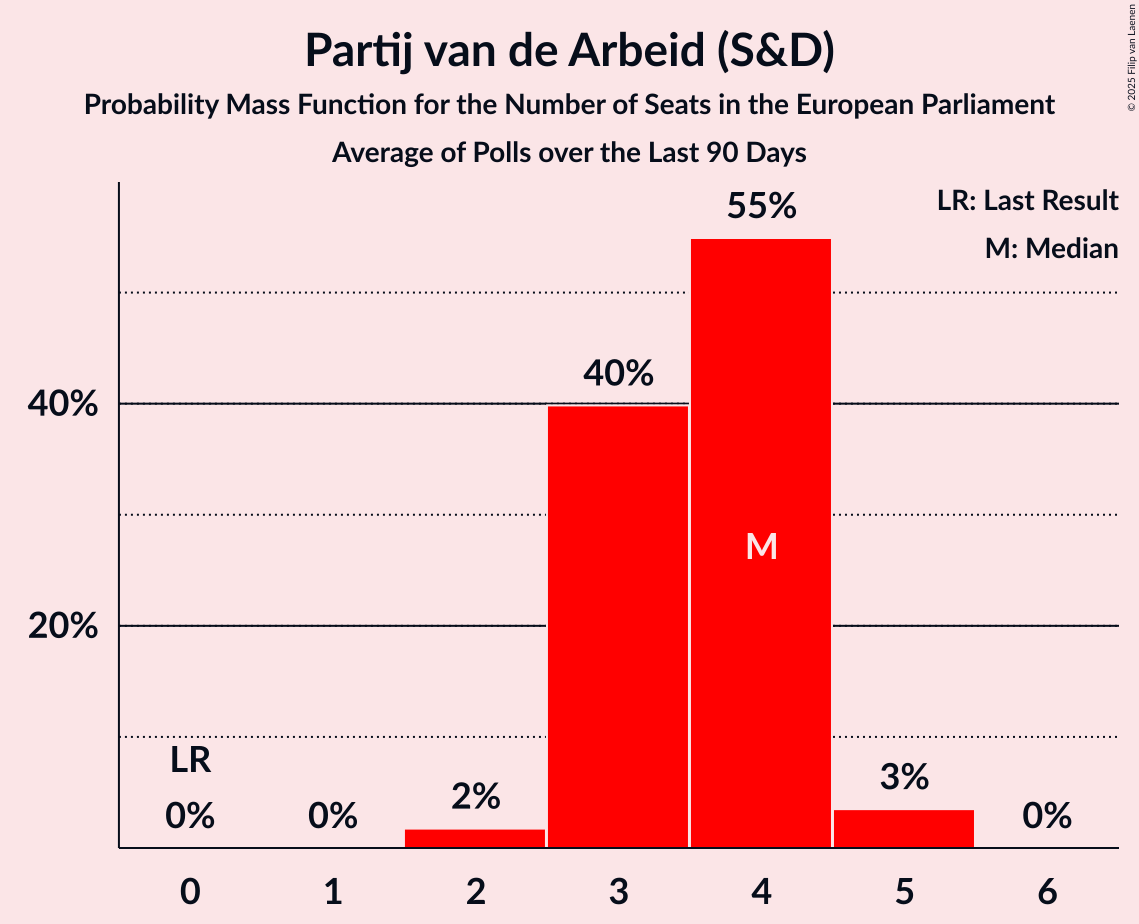 Partij van de Arbeid (S&D)
Probability Mass Function for the Number of Seats in the European Parliament
Average of Polls over the Last 90 Days
© 2025 Filip van Laenen
LR: Last Result
M: Median
55%
40%
40%
M
20%
LR
0%
0%
2%
3%
0%
0 1 2 3 4 5 6